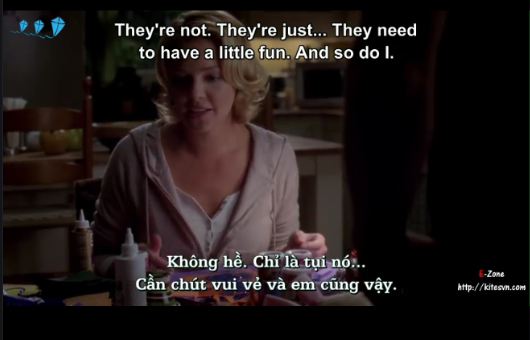 They're not. They're just... They need
to have a little fun. And so do I.
Không hề. Chỉ là tụi nó...
Cần chút vui vẻ và em cũng vậy.
E-Zone
http://kitesvn.com